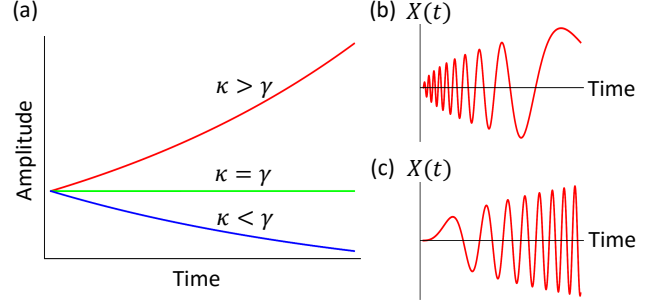 (a)
κ > γ
κ = γ
κ < γ
Amplitude
Time
(b) X(t)
Time
(c) X(t)
Time